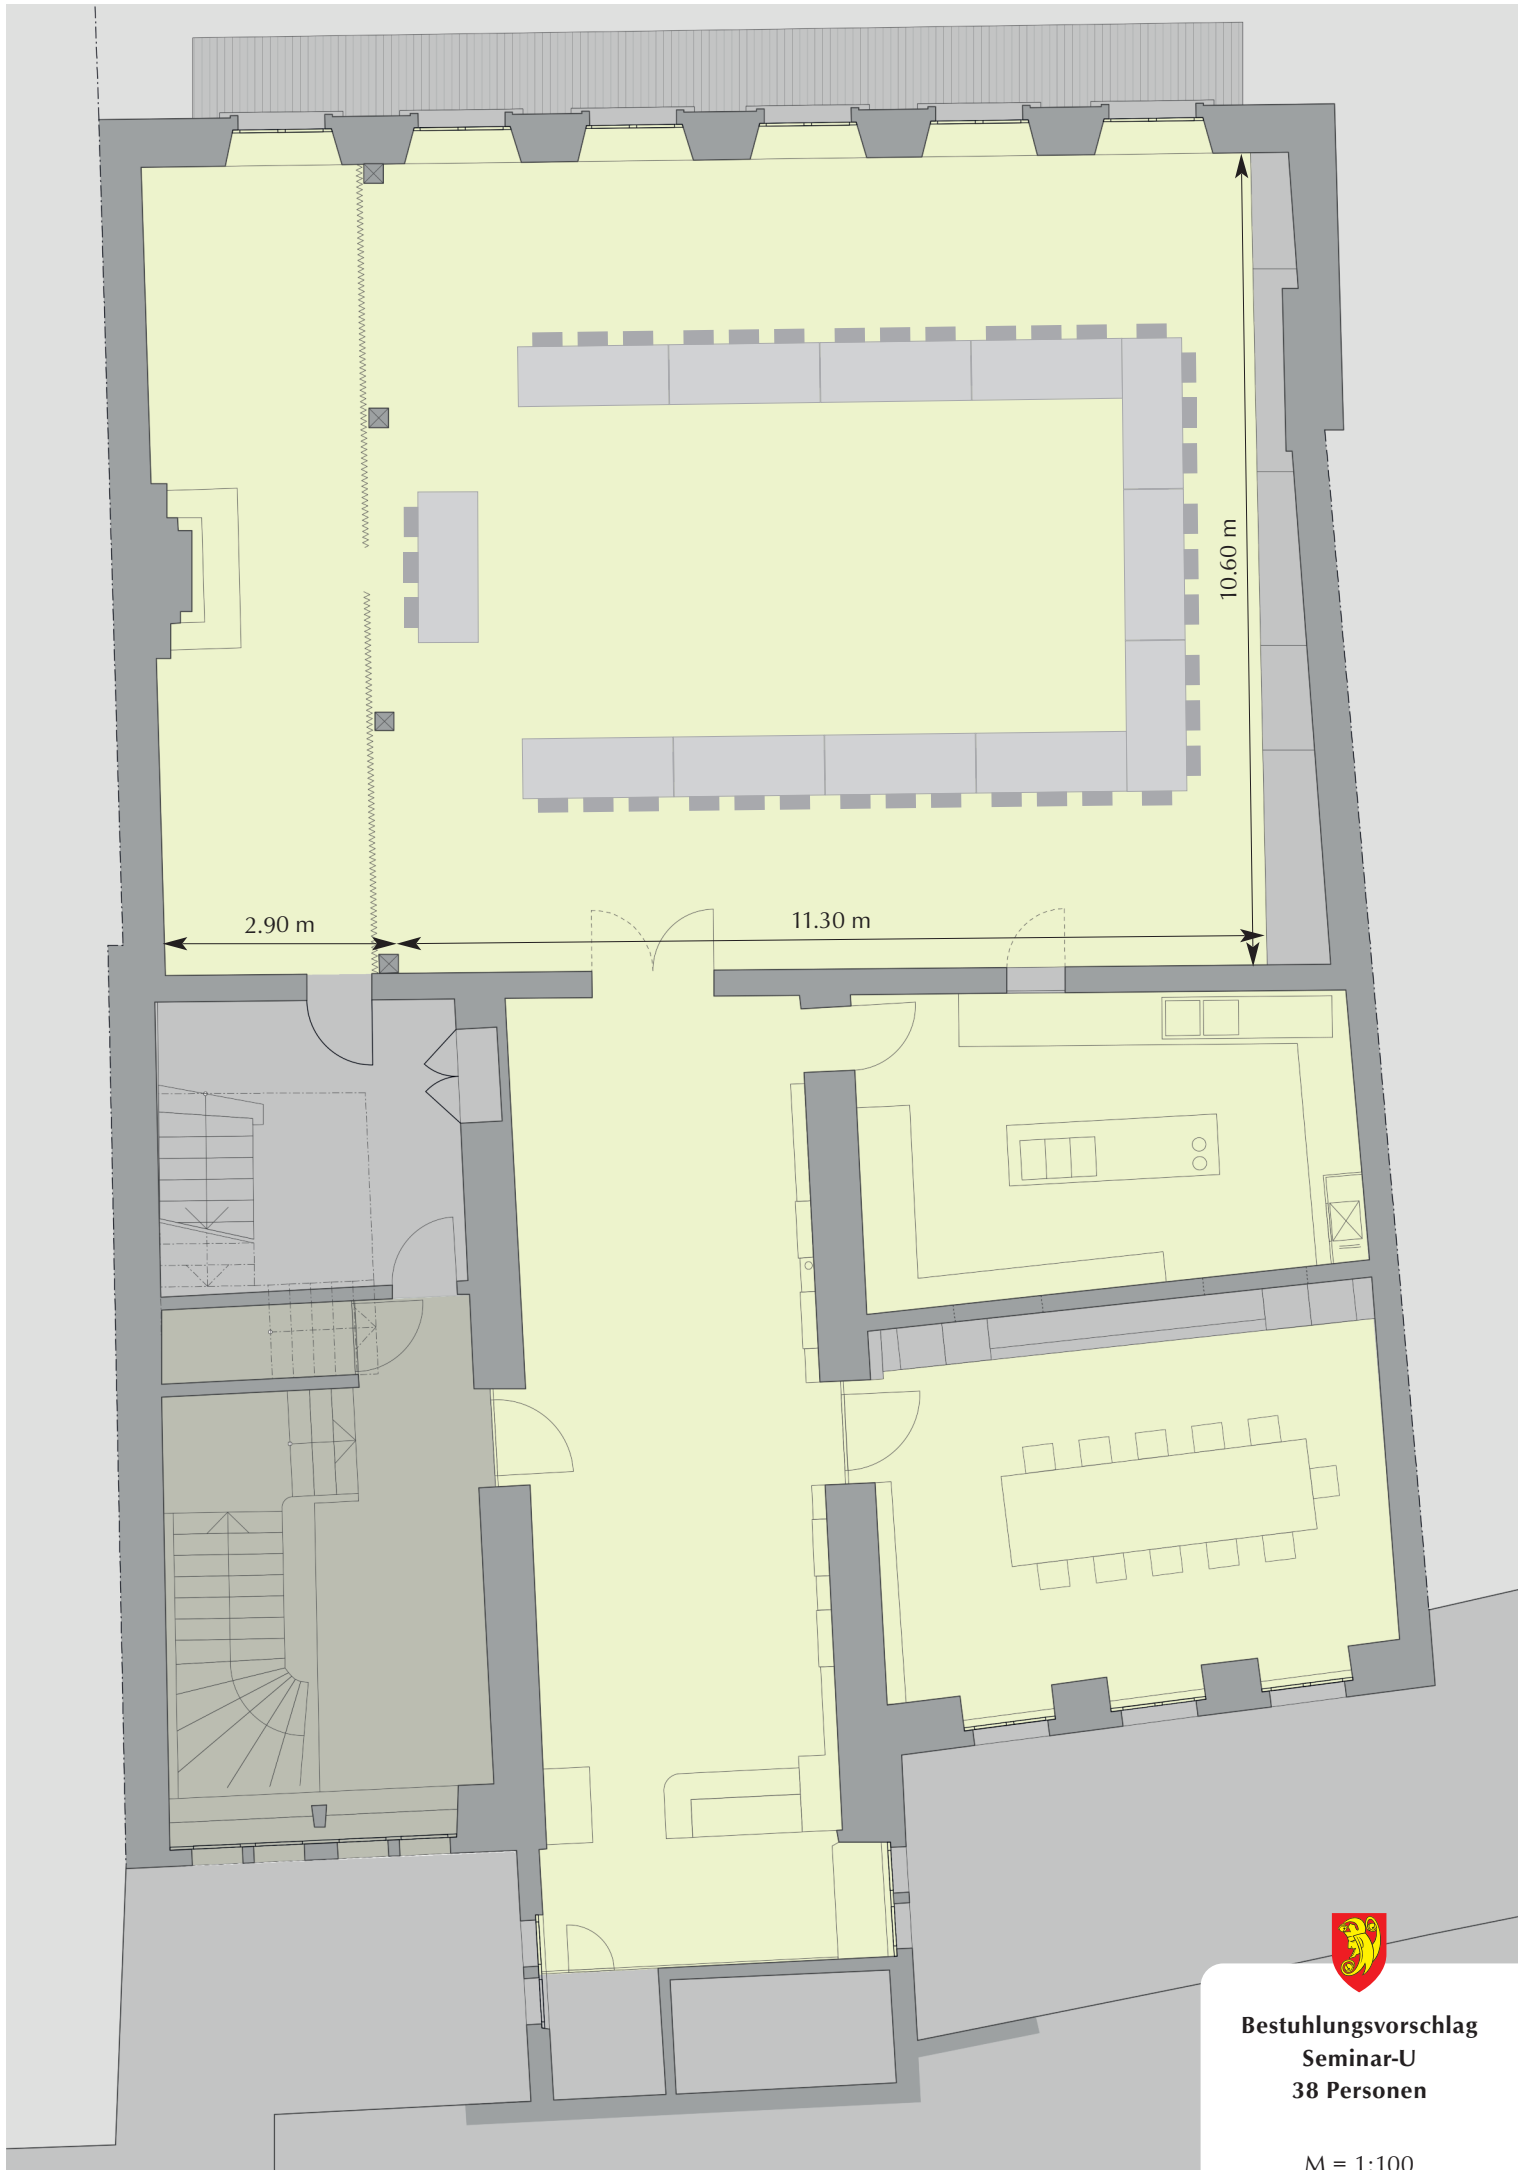 10.60 m
2.90 m
11.30 m
Bestuhlungsvorschlag
Seminar-U
38 Personen
M = 1:100